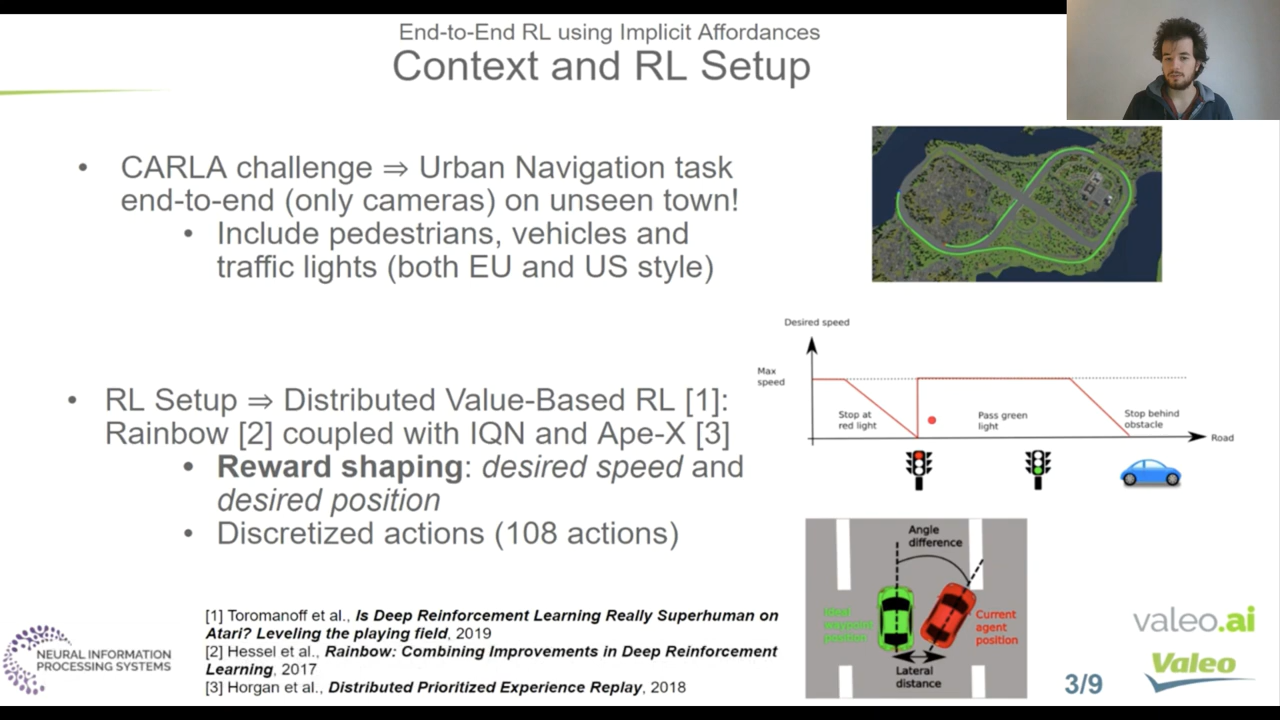 End-to-End RL using Implicit Affordances
Context and RL Setup
• CARLA challenge ⇒ Urban Navigation task
end-to-end (only cameras) on unseen town!
• Include pedestrians, vehicles and
traffic lights (both EU and US style)
• RL Setup ⇒ Distributed Value-Based RL [1]:
Rainbow [2] coupled with IQN and Ape-X [3]
• Reward shaping: desired speed and
desired position
• Discretized actions (108 actions)
Desired speed
Max
speed
Stop at
red light
Pass green
light
Stop behind
obstacle
Road
Angle
difference
Ideal
waypoint
position
Current
agent
position
Lateral
distance
[1] Toromanoff et al., Is Deep Reinforcement Learning Really Superhuman on
Atari? Leveling the playing field, 2019
[2] Hessel et al., Rainbow: Combining Improvements in Deep Reinforcement
Learning, 2017
[3] Horgan et al., Distributed Prioritized Experience Replay, 2018
NEURAL INFORMATION
PROCESSING SYSTEMS
valeo.ai
Valeo
3/9